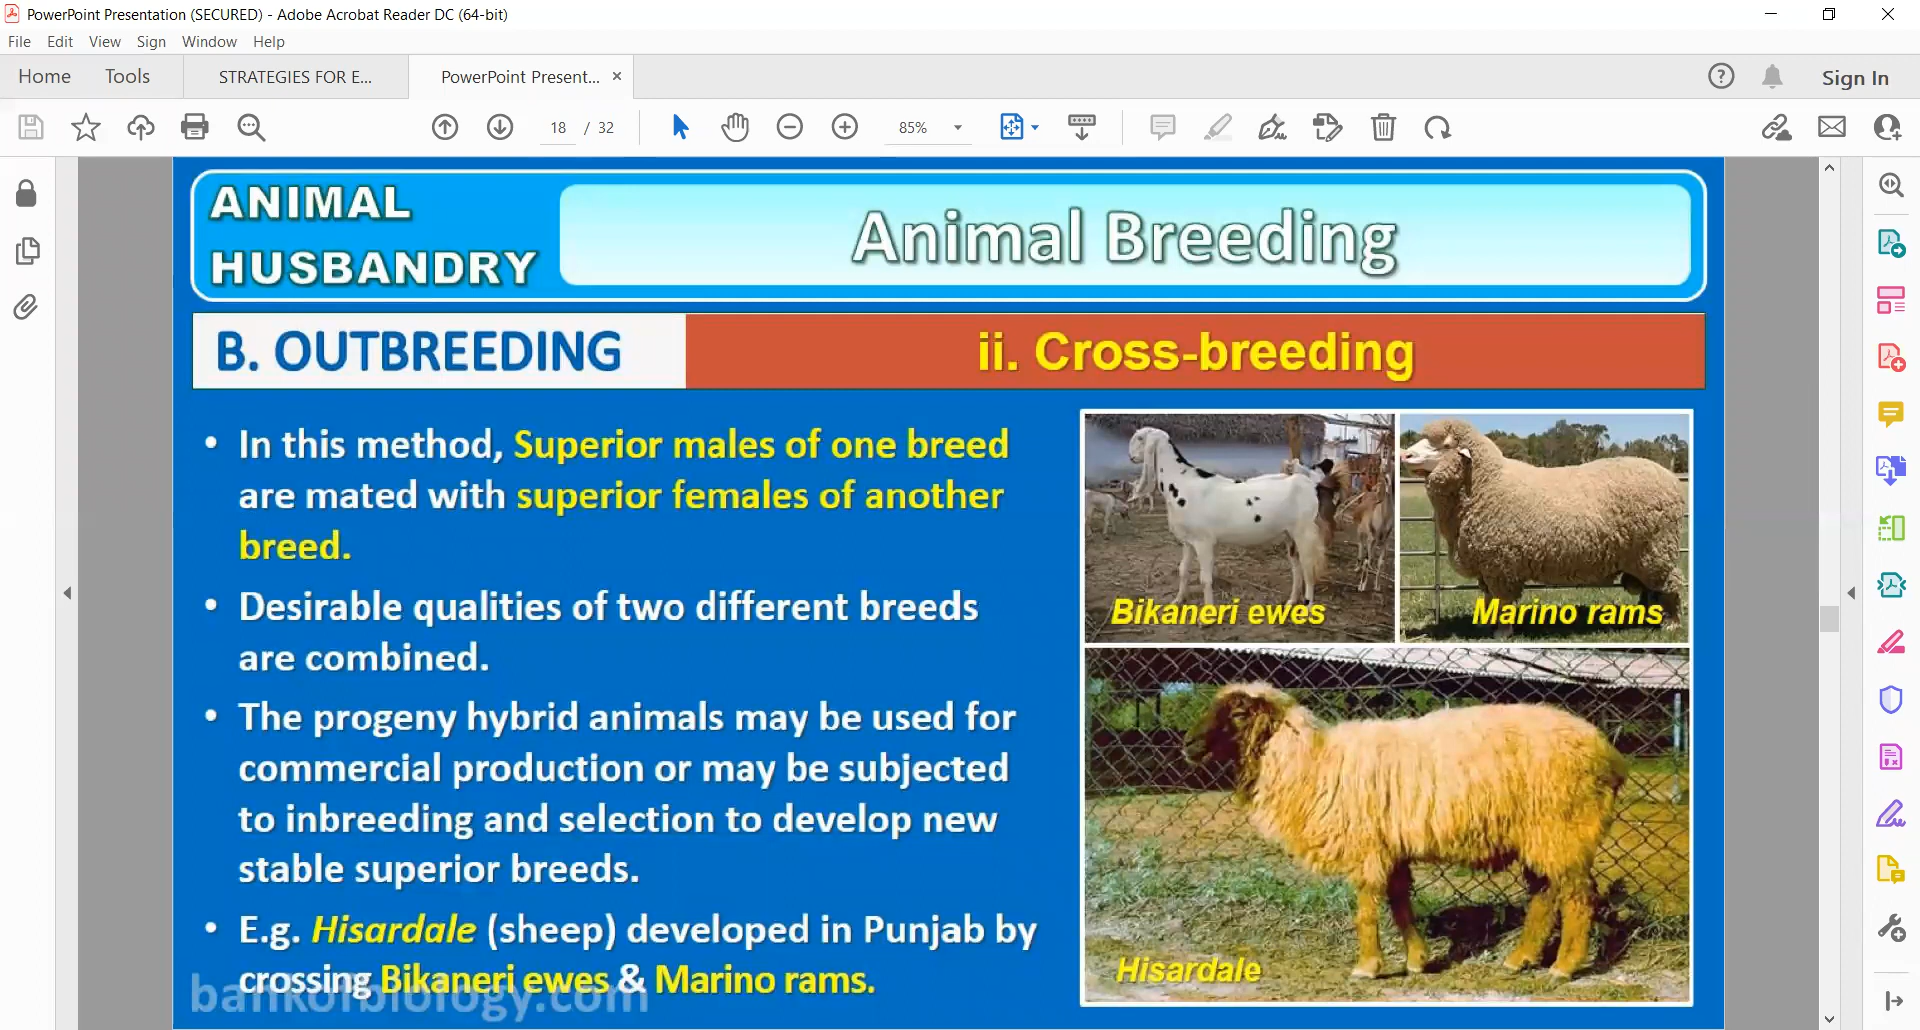 PowerPoint Presentation (SECURED) - Adobe Acrobat Reader DC (64-bit)
File Edit View Sign Window Help
Home Tools STRATEGIES FOR E... PowerPoint Present... × Sign In
18 / 32 85%
ANIMAL
HUSBANDRY
Animal Breeding
B. OUTBREEDING
ii. Cross-breeding
• In this method, Superior males of one breed
are mated with superior females of another
breed.
• Desirable qualities of two different breeds
are combined.
• The progeny hybrid animals may be used for
commercial production or may be subjected
to inbreeding and selection to develop new
stable superior breeds.
• E.g. Hisardale (sheep) developed in Punjab by
crossing Bikaneri ewes & Marino rams.
bankofbiology.com
Bikaneri ewes
Marino rams
Hisardale